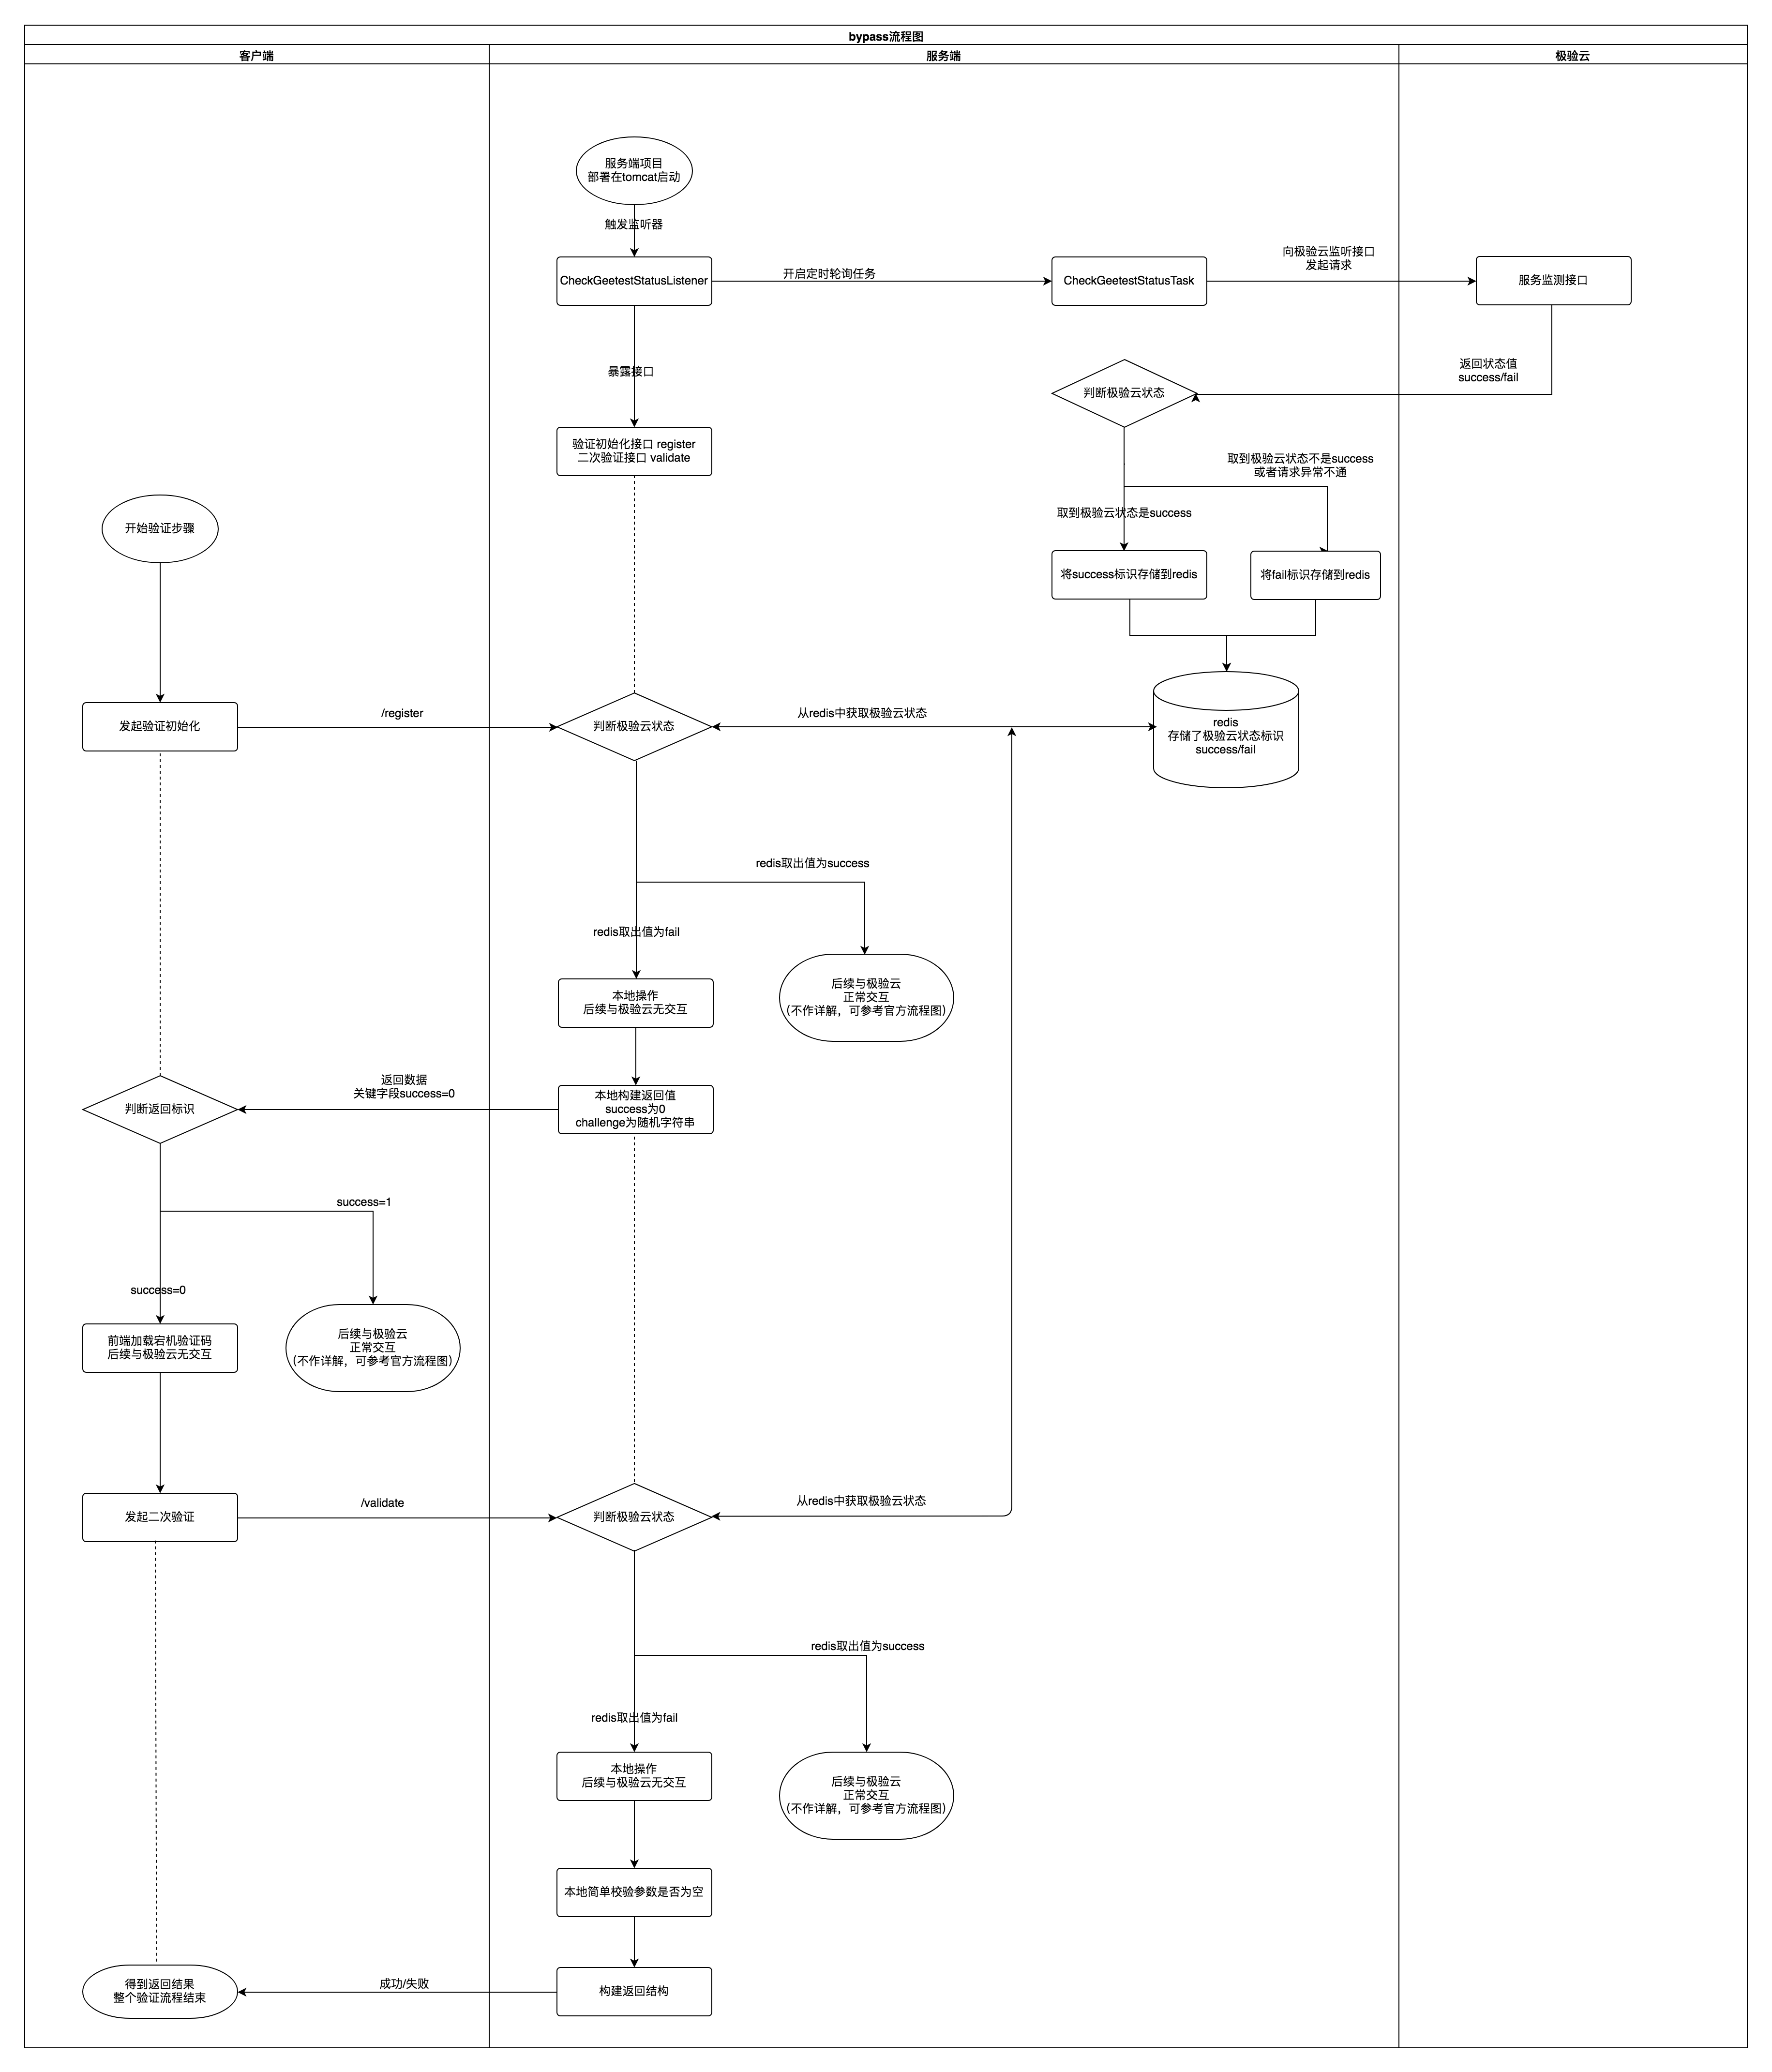 bypass流程图
客户端
服务端
极验云
服务端项目
部署在tomcat启动
触发监听器
CheckGeetestStatusListener
开启定时轮询任务
CheckGeetestStatusTask
向极验云监听接口
发起请求
服务监测接口
返回状态值
success/fail
判断极验云状态
暴露接口
验证初始化接口 register
二次验证接口 validate
取到极验云状态不是success
或者请求异常不通
取到极验云状态是success
将success标识存储到redis
将fail标识存储到redis
开始验证步骤
发起验证初始化
/register
判断极验云状态
从redis中获取极验云状态
redis
存储了极验云状态标识
success/fail
redis取出值为success
redis取出值为fail
本地操作
后续与极验云无交互
后续与极验云
正常交互
（不作详解，可参考官方流程图）
返回数据
关键字段success=0
判断返回标识
本地构建返回值
success为0
challenge为随机字符串
success=1
success=0
前端加载宕机验证码
后续与极验云无交互
后续与极验云
正常交互
（不作详解，可参考官方流程图）
发起二次验证
/validate
判断极验云状态
从redis中获取极验云状态
redis取出值为success
redis取出值为fail
本地操作
后续与极验云无交互
后续与极验云
正常交互
（不作详解，可参考官方流程图）
本地简单校验参数是否为空
得到返回结果
整个验证流程结束
成功/失败
构建返回结构